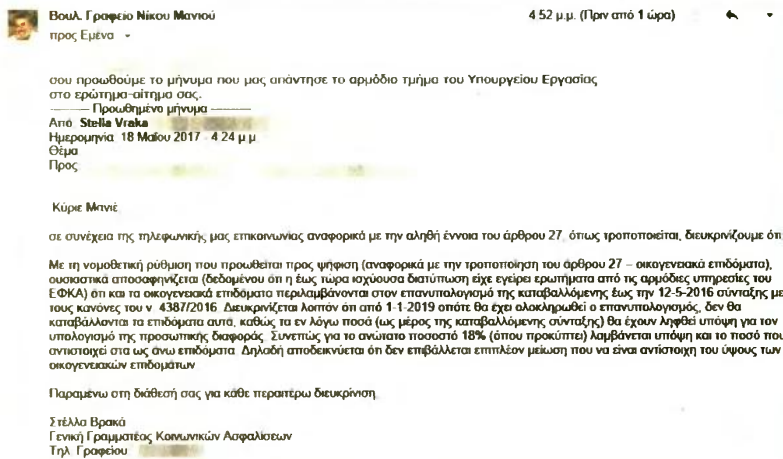 Βουλ. Γραφείο Νίκου Μανιού
4:52 μ.μ. (Πριν από 1 ώρα)
προς Εμένα
σου προωθούμε το μήνυμα που μας απάντησε το αρμόδιο τμήμα του Υπουργείου Εργασίας
στο ερώτημα-αίτημα σας.
---------- Προωθημένο μήνυμα ----------
Από: Stella Vraka
Ημερομηνία: 18 Μαΐου 2017 - 4:24 μ.μ.
Θέμα:
Προς:
Κύριε Μανιέ
σε συνέχεια της τηλεφωνικής μας επικοινωνίας αναφορικά με την αληθή έννοια του άρθρου 27, όπως τροποποιείται, διευκρινίζουμε ότι:
Με τη νομοθετική ρύθμιση που προωθείται προς ψήφιση (αναφορικά με την τροποποίηση του άρθρου 27 – οικογενειακά επιδόματα),
ουσιαστικά αποσαφηνίζεται (δεδομένου ότι η έως τώρα ισχύουσα διατύπωση είχε εγείρει ερωτήματα από τις αρμόδιες υπηρεσίες του
ΕΦΚΑ) ότι και τα οικογενειακά επιδόματα περιλαμβάνονται στον επανυπολογισμό της καταβαλλόμενης έως την 12-5-2016 σύνταξης με
τους κανόνες του ν. 4387/2016. Διευκρινίζεται λοιπόν ότι από 1-1-2019 οπότε θα έχει ολοκληρωθεί ο επανυπολογισμός, δεν θα
καταβάλλονται τα επιδόματα αυτά, καθώς τα εν λόγω ποσά (ως μέρος της καταβαλλόμενης σύνταξης) θα έχουν ληφθεί υπόψη για τον
υπολογισμό της προσωπικής διαφοράς. Συνεπώς για το ανώτατο ποσοστό 18% (όπου προκύπτει) λαμβάνεται υπόψη και το ποσό που
αντιστοιχεί στα ως άνω επιδόματα. Δηλαδή αποδεικνύεται ότι δεν επιβάλλεται επιπλέον μείωση που να είναι αντίστοιχη του ύψους των
οικογενειακών επιδομάτων.
Παραμένω στη διάθεσή σας για κάθε περαιτέρω διευκρίνιση.
Στέλλα Βρακά
Γενική Γραμματέας Κοινωνικών Ασφαλίσεων
Τηλ. Γραφείου: